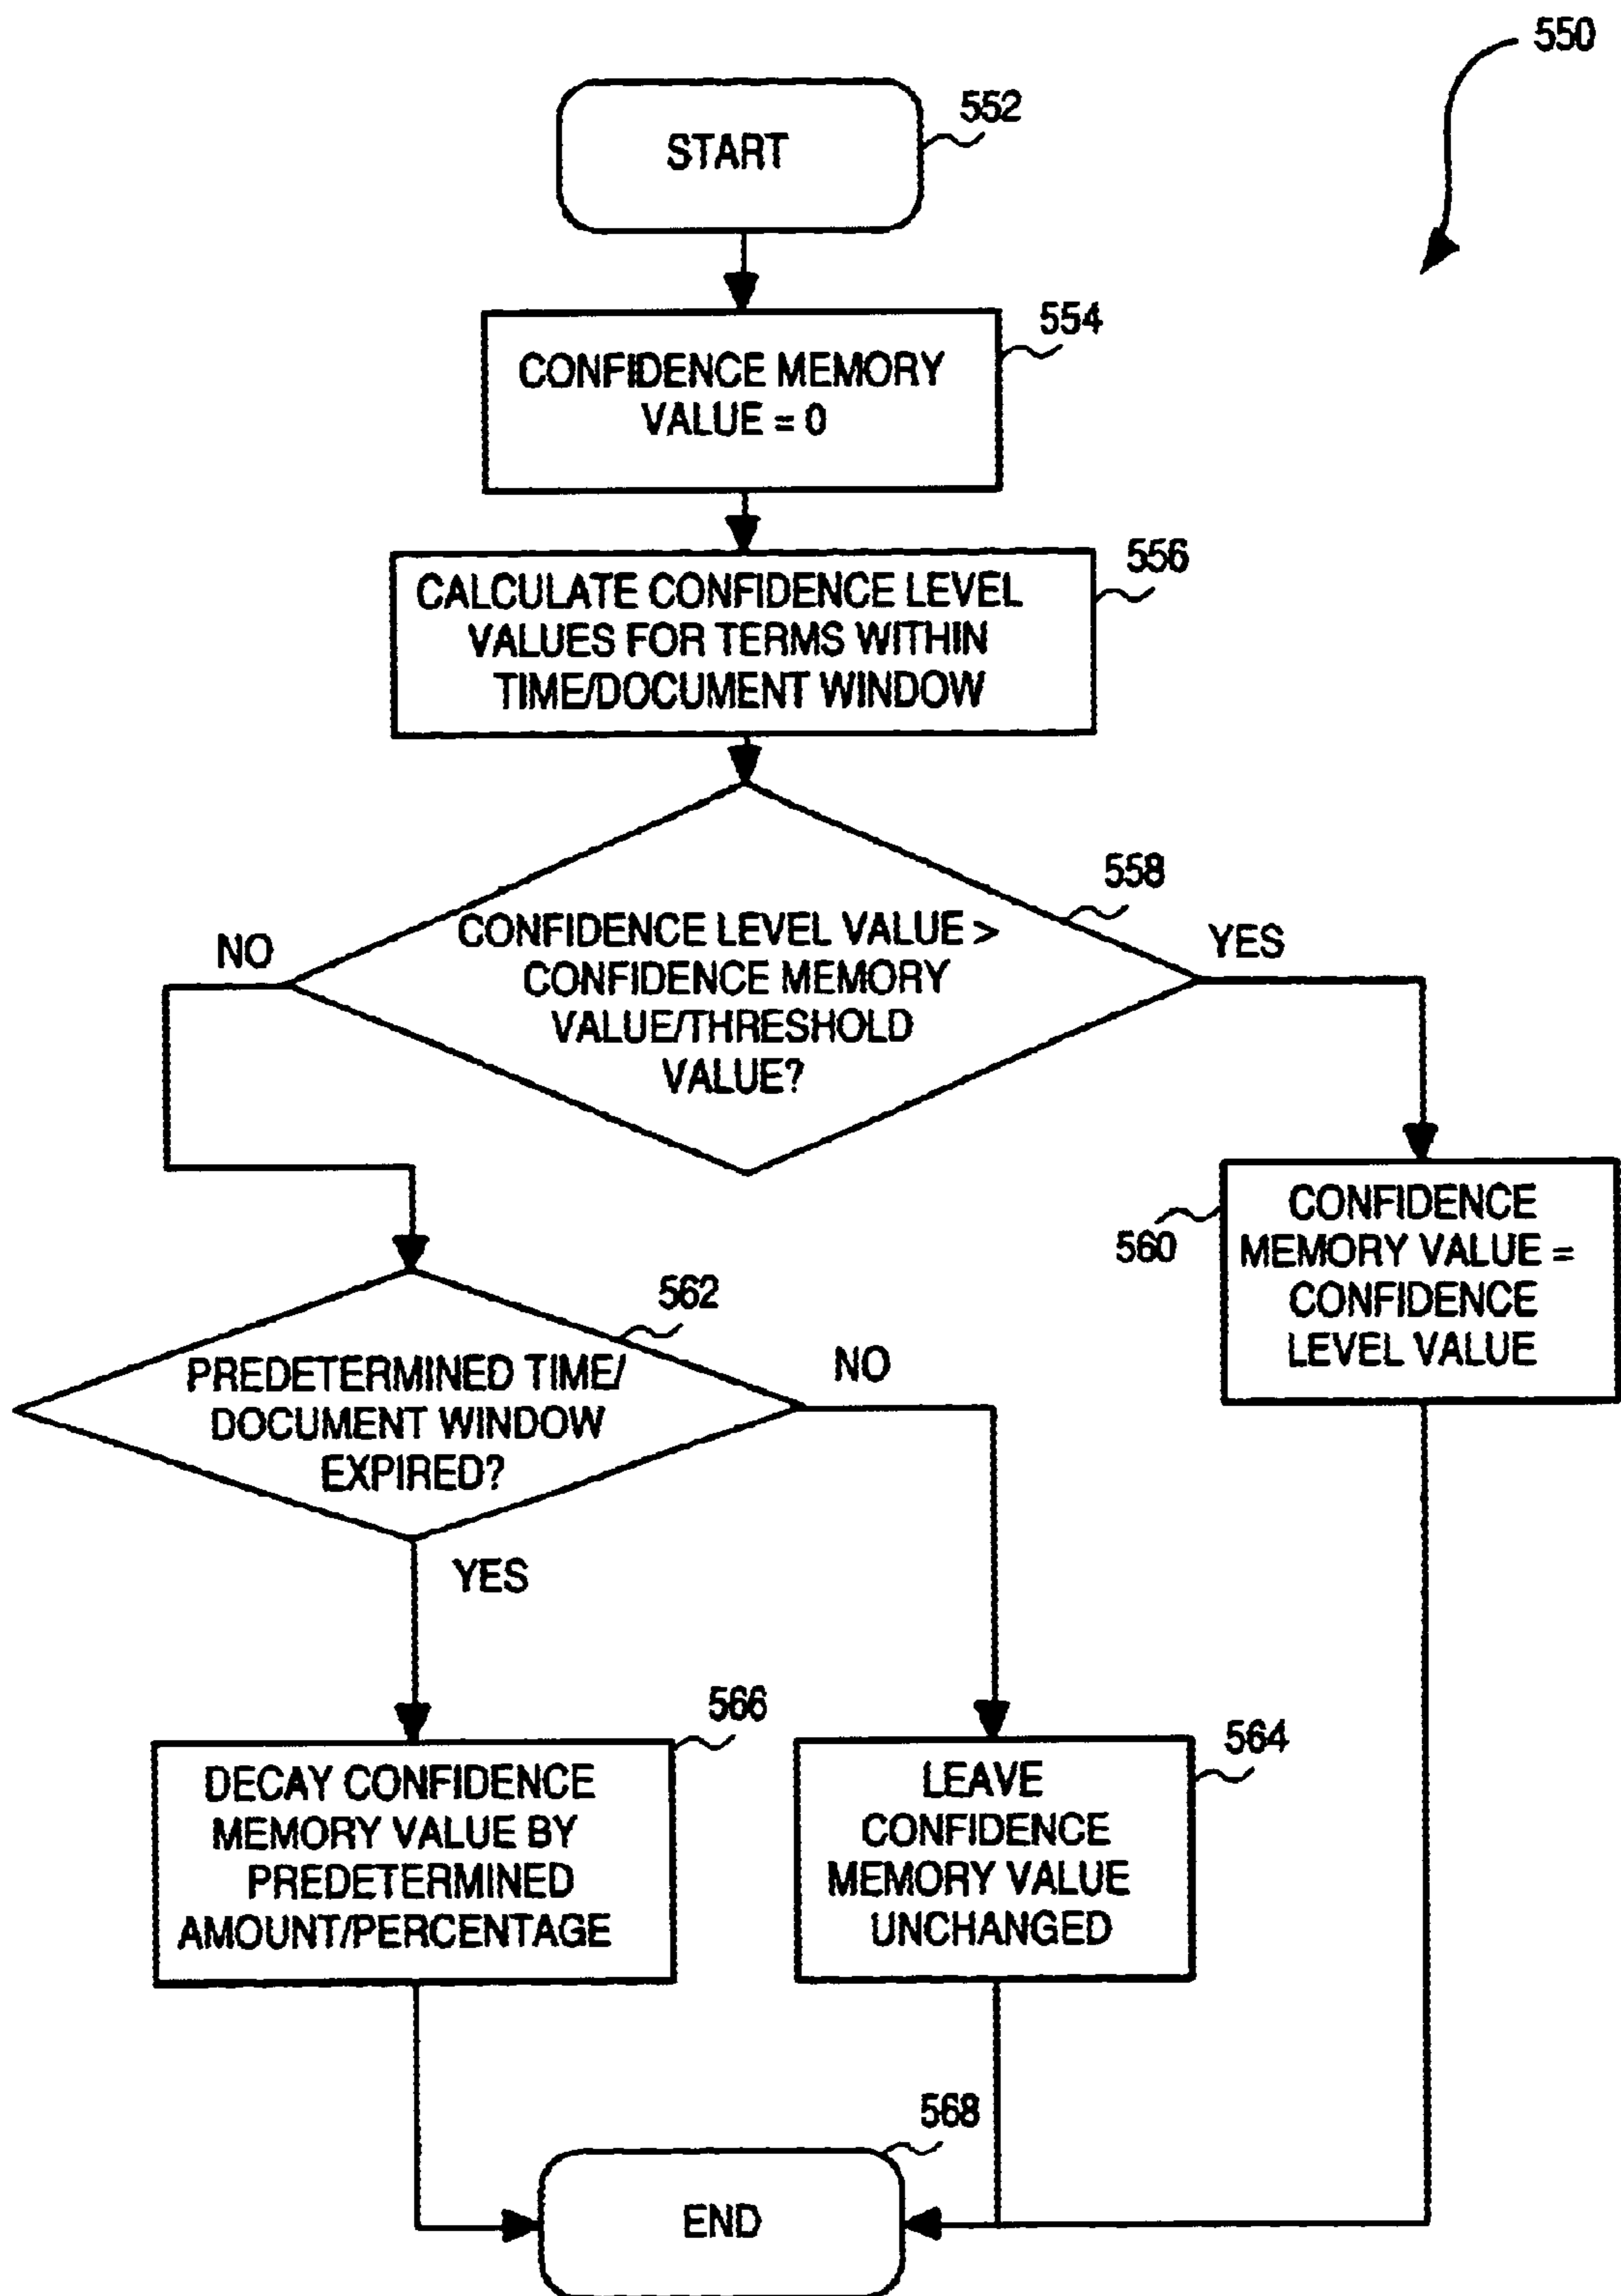 550
552
START
554
CONFIDENCE MEMORY
VALUE = 0
556
CALCULATE CONFIDENCE LEVEL
VALUES FOR TERMS WITHIN
TIME/DOCUMENT WINDOW
558
NO
CONFIDENCE LEVEL VALUE >
CONFIDENCE MEMORY
VALUE/THRESHOLD
VALUE?
YES
560
CONFIDENCE
MEMORY VALUE =
CONFIDENCE
LEVEL VALUE
562
PREDETERMINED TIME/
DOCUMENT WINDOW
EXPIRED?
NO
YES
566
DECAY CONFIDENCE
MEMORY VALUE BY
PREDETERMINED
AMOUNT/PERCENTAGE
564
LEAVE
CONFIDENCE
MEMORY VALUE
UNCHANGED
568
END